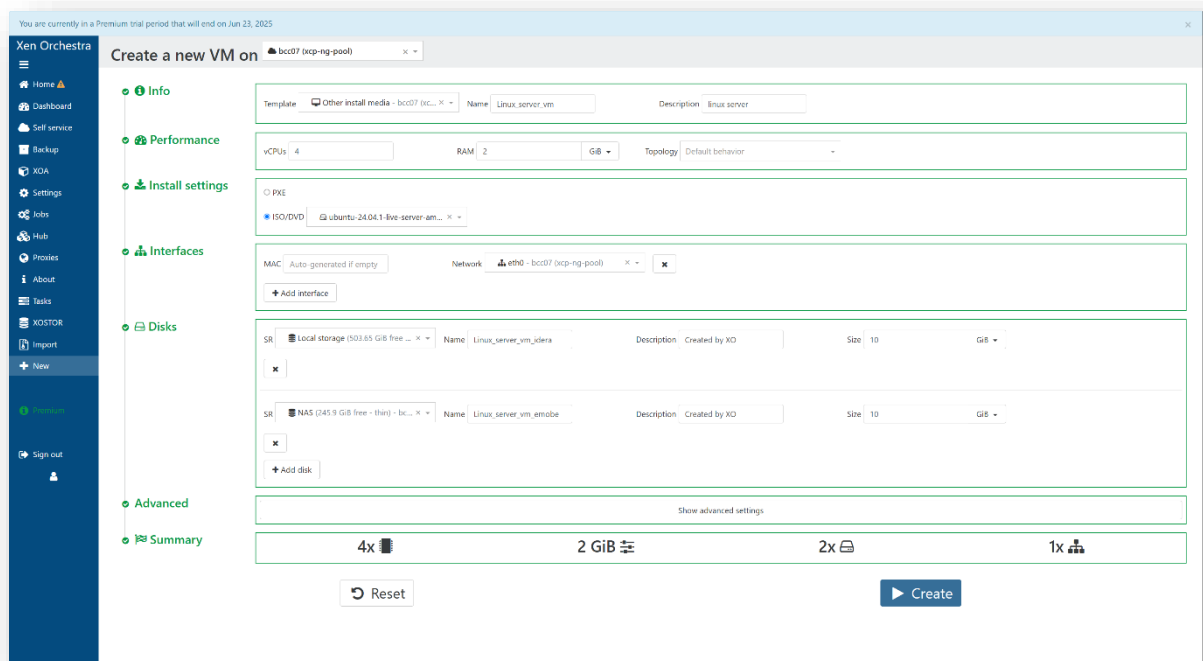 You are currently in a Premium trial period that will end on Jun 23, 2025
Xen Orchestra
Create a new VM on bcc07 (xcp-ng-pool)
Home
Dashboard
Self service
Backup
XOA
Settings
Jobs
Hub
Proxies
About
Tasks
XOSTOR
Import
New
Premium
Sign out
Info
Template Other install media - bcc07 (xc... Name Linux_server_vm Description linux server
Performance
vCPUs 4 RAM 2 GiB Topology Default behavior
Install settings
PXE
ISO/DVD ubuntu-24.04.1-live-server-am...
Interfaces
MAC Auto-generated if empty Network eth0 - bcc07 (xcp-ng-pool)
Add interface
Disks
SR Local storage (503.65 GiB free ... Name Linux_server_vm_idera Description Created by XO Size 10 GiB
SR NAS (245.9 GiB free - thin) - bc... Name Linux_server_vm_emobe Description Created by XO Size 10 GiB
Add disk
Advanced
Show advanced settings
Summary
4x 2 GiB 2x 1x
Reset Create